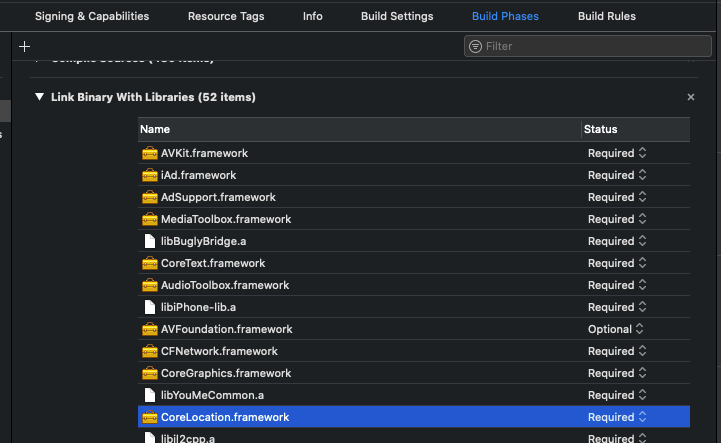 Signing & Capabilities Resource Tags Info Build Settings Build Phases Build Rules
+ Filter
Compile Sources (
Link Binary With Libraries (52 items) ×
Name Status
AVKit.framework Required
iAd.framework Required
AdSupport.framework Required
MediaToolbox.framework Required
libBuglyBridge.a Required
CoreText.framework Required
AudioToolbox.framework Required
libiPhone-lib.a Required
AVFoundation.framework Optional
CFNetwork.framework Required
CoreGraphics.framework Required
libYouMeCommon.a Required
CoreLocation.framework Required
libil2cpp.a Required